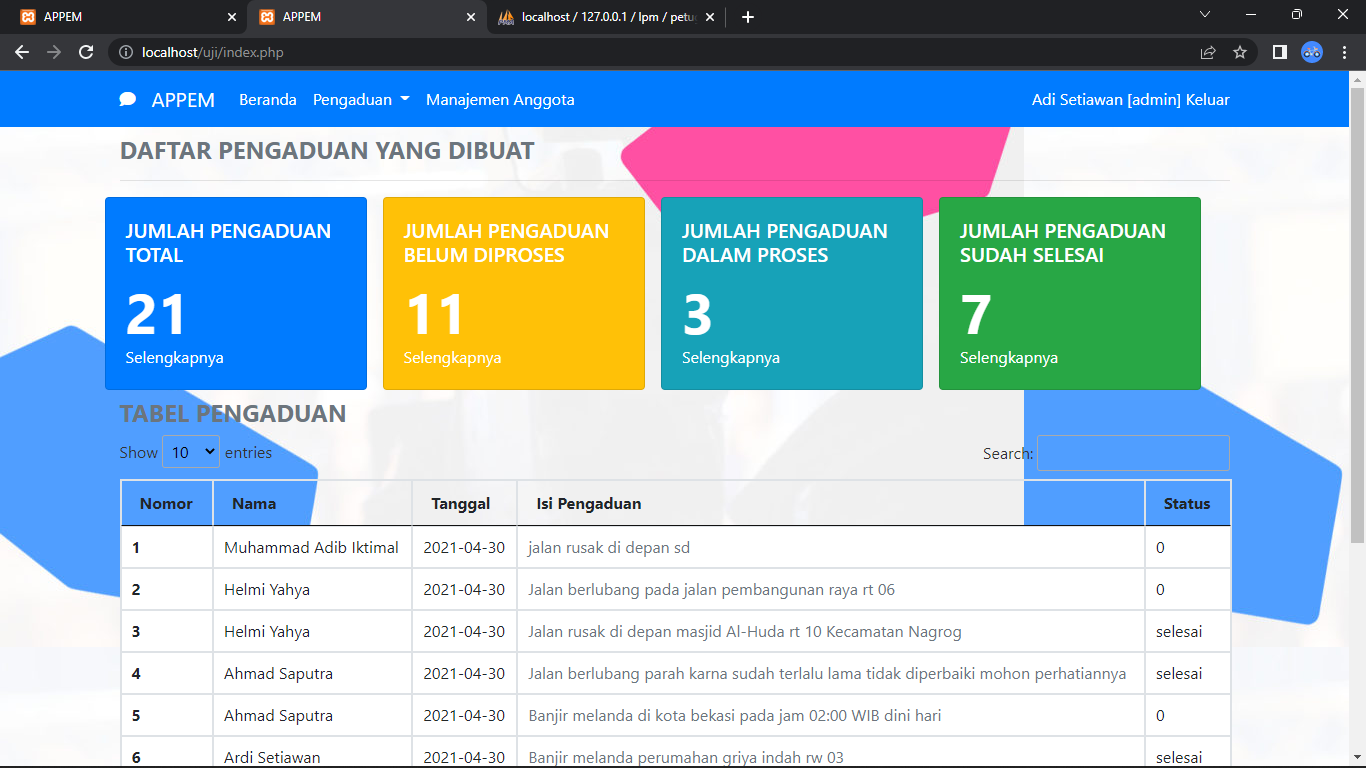 APPEM
APPEM
localhost / 127.0.0.1 / lpm / petu
localhost/uji/index.php
APPEM Beranda Pengaduan Manajemen Anggota Adi Setiawan [admin] Keluar
DAFTAR PENGADUAN YANG DIBUAT
JUMLAH PENGADUAN
TOTAL
21
Selengkapnya
JUMLAH PENGADUAN
BELUM DIPROSES
11
Selengkapnya
JUMLAH PENGADUAN
DALAM PROSES
3
Selengkapnya
JUMLAH PENGADUAN
SUDAH SELESAI
7
Selengkapnya
TABEL PENGADUAN
Show 10 entries Search:
Nomor Nama Tanggal Isi Pengaduan Status
1 Muhammad Adib Iktimal 2021-04-30 jalan rusak di depan sd 0
2 Helmi Yahya 2021-04-30 Jalan berlubang pada jalan pembangunan raya rt 06 0
3 Helmi Yahya 2021-04-30 Jalan rusak di depan masjid Al-Huda rt 10 Kecamatan Nagrog selesai
4 Ahmad Saputra 2021-04-30 Jalan berlubang parah karna sudah terlalu lama tidak diperbaiki mohon perhatiannya selesai
5 Ahmad Saputra 2021-04-30 Banjir melanda di kota bekasi pada jam 02:00 WIB dini hari 0
6 Ardi Setiawan 2021-04-30 Banjir melanda perumahan griya indah rw 03 selesai